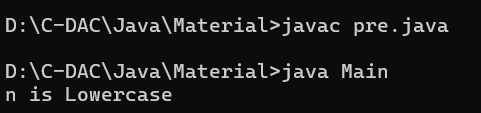 D:\C-DAC\Java\Material>javac pre.java
D:\C-DAC\Java\Material>java Main
n is Lowercase